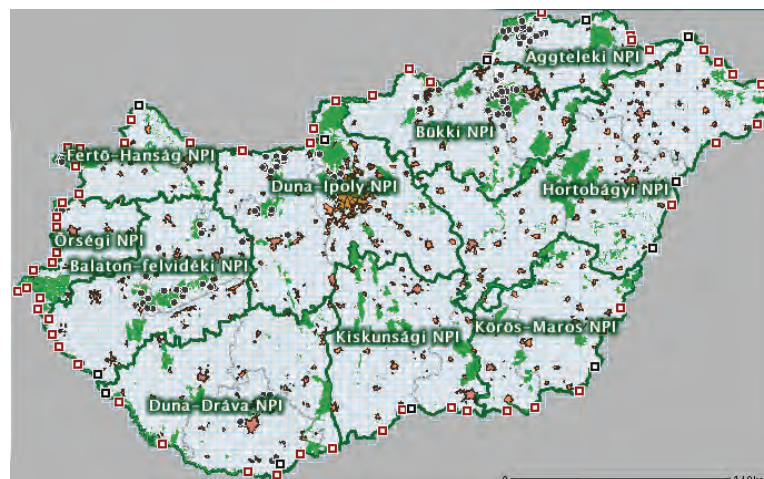 Aggteleki NPI
Bükki NPI
Fertő-Hanság NPI
Duna-Ipoly NPI
Hortobágyi NPI
Őrségi NPI
Balaton-felvidéki NPI
Körös-Maros NPI
Kiskunsági NPI
Duna-Dráva NPI
0